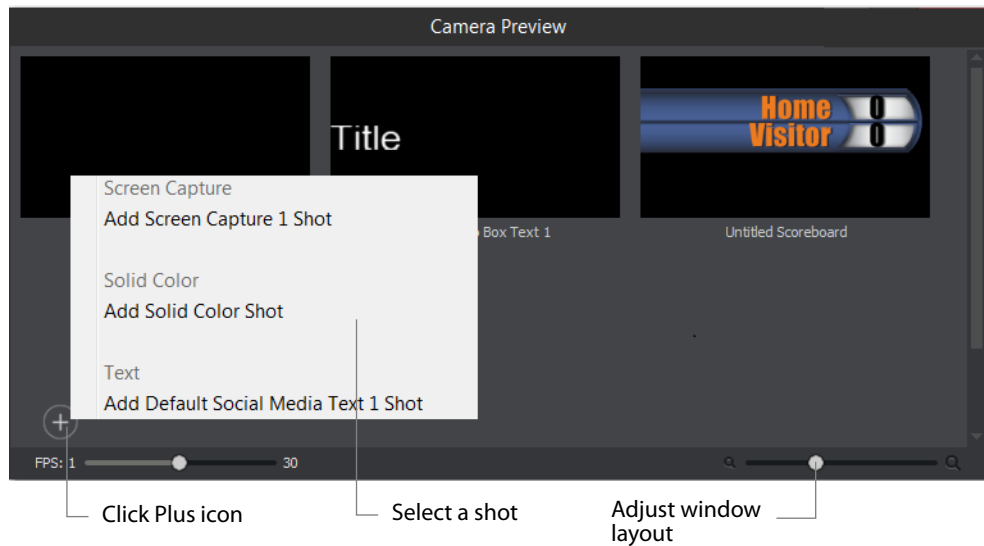 Camera Preview
Title
Home 0
Visitor 0
Screen Capture
Add Screen Capture 1 Shot
Box Text 1
Untitled Scoreboard
Solid Color
Add Solid Color Shot
Text
Add Default Social Media Text 1 Shot
FPS: 1
30
Click Plus icon
Select a shot
Adjust window
layout